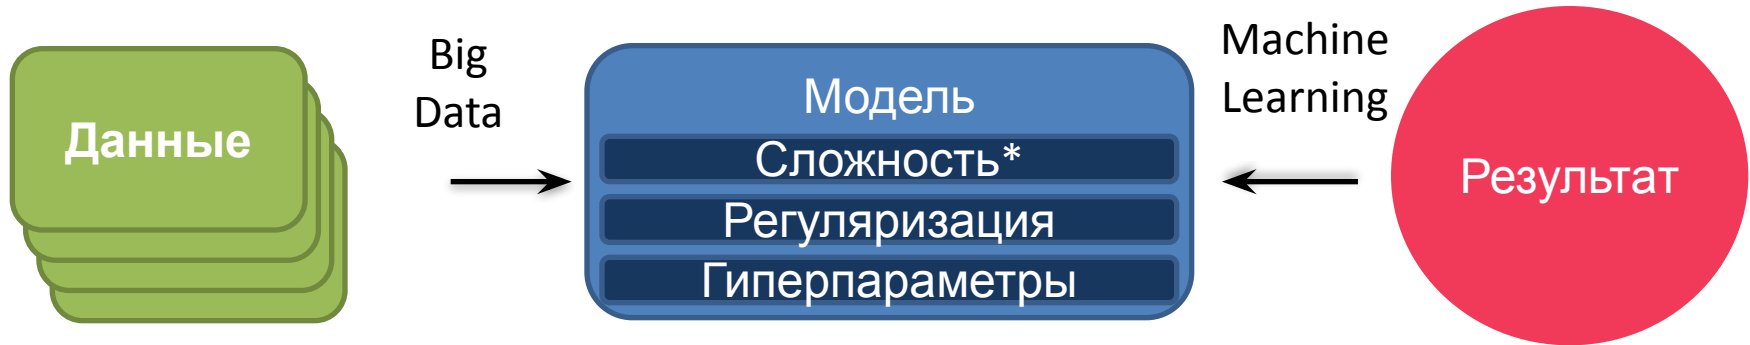 Данные
Big
Data
Модель
Сложность*
Регуляризация
Гиперпараметры
Machine
Learning
Результат